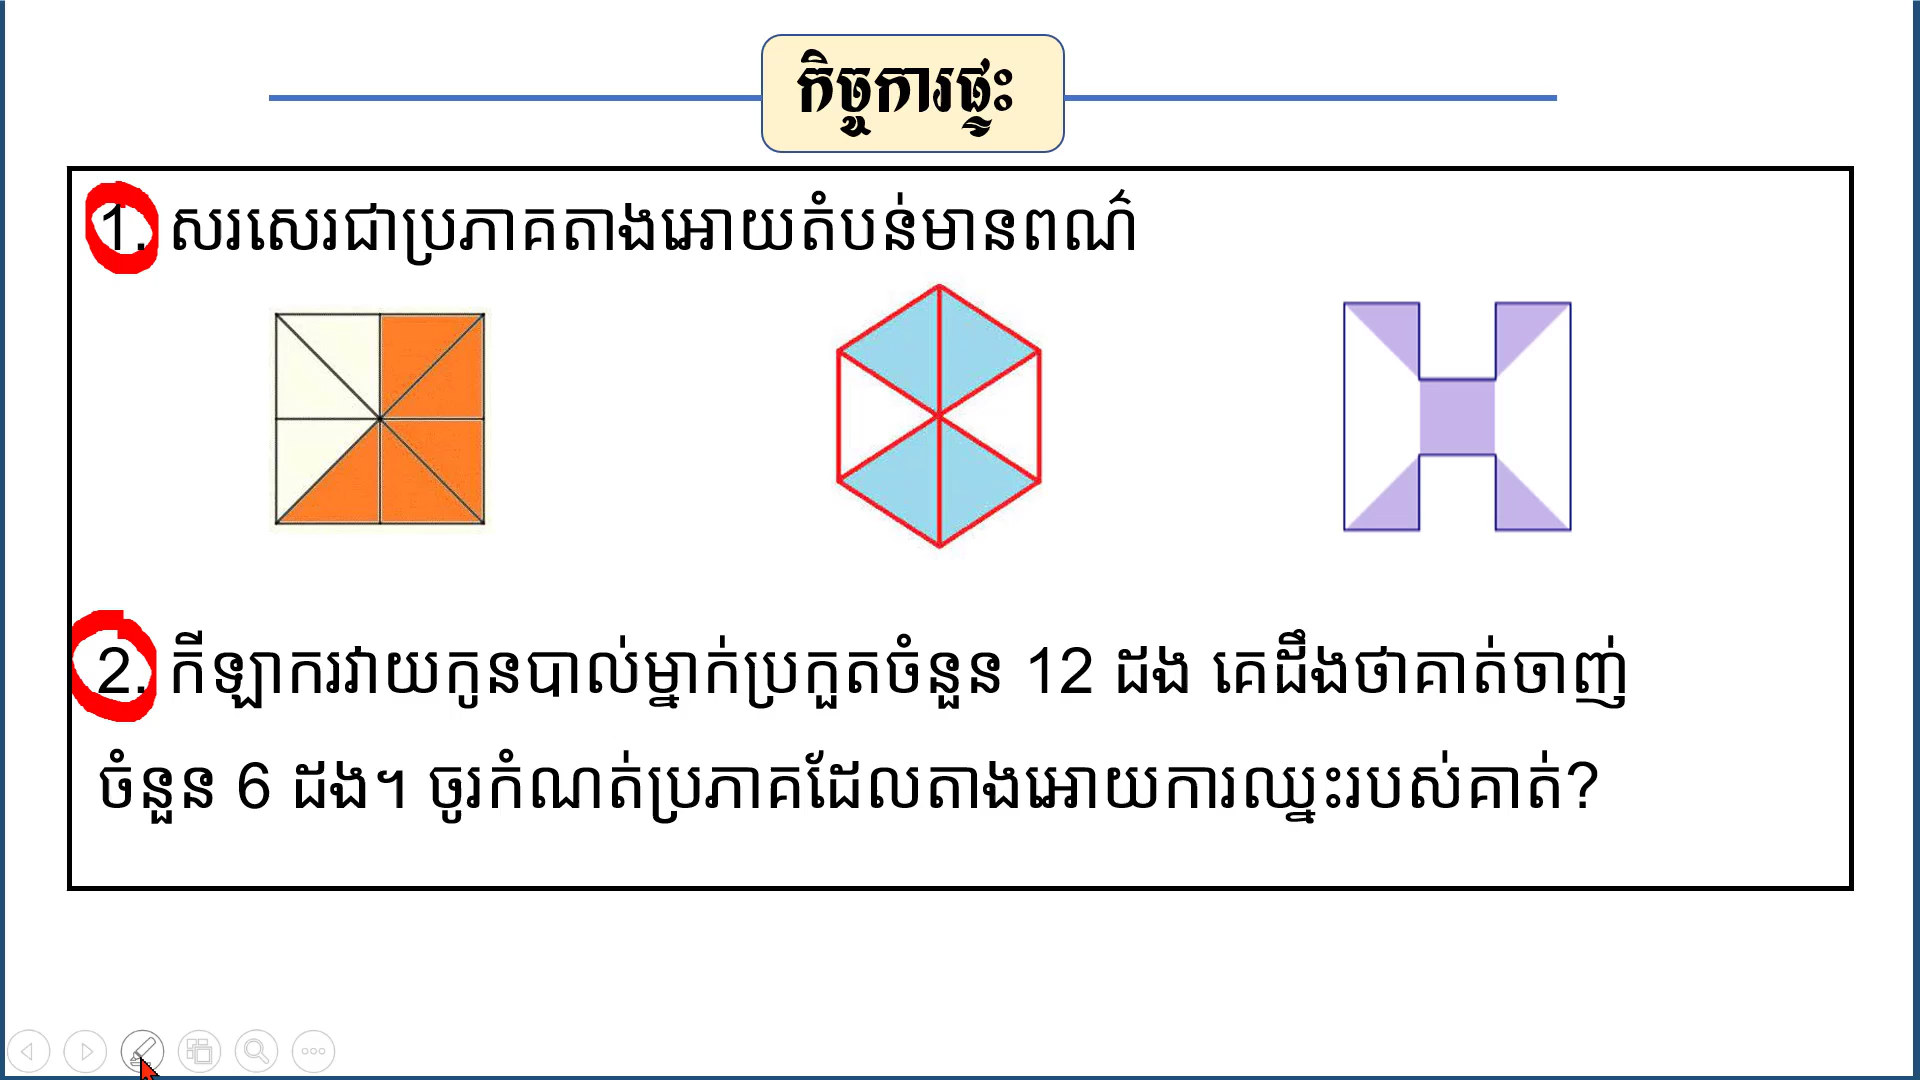 កិច្ចការផ្ទះ
1. សរសេរជាប្រភាគតាងអោយតំបន់មានពណ៌
2. កីឡាករវាយកូនបាល់ម្នាក់ប្រកួតចំនួន 12 ដង គេដឹងថាគាត់ចាញ់
ចំនួន 6 ដង។ ចូរកំណត់ប្រភាគដែលតាងអោយការឈ្នះរបស់គាត់?